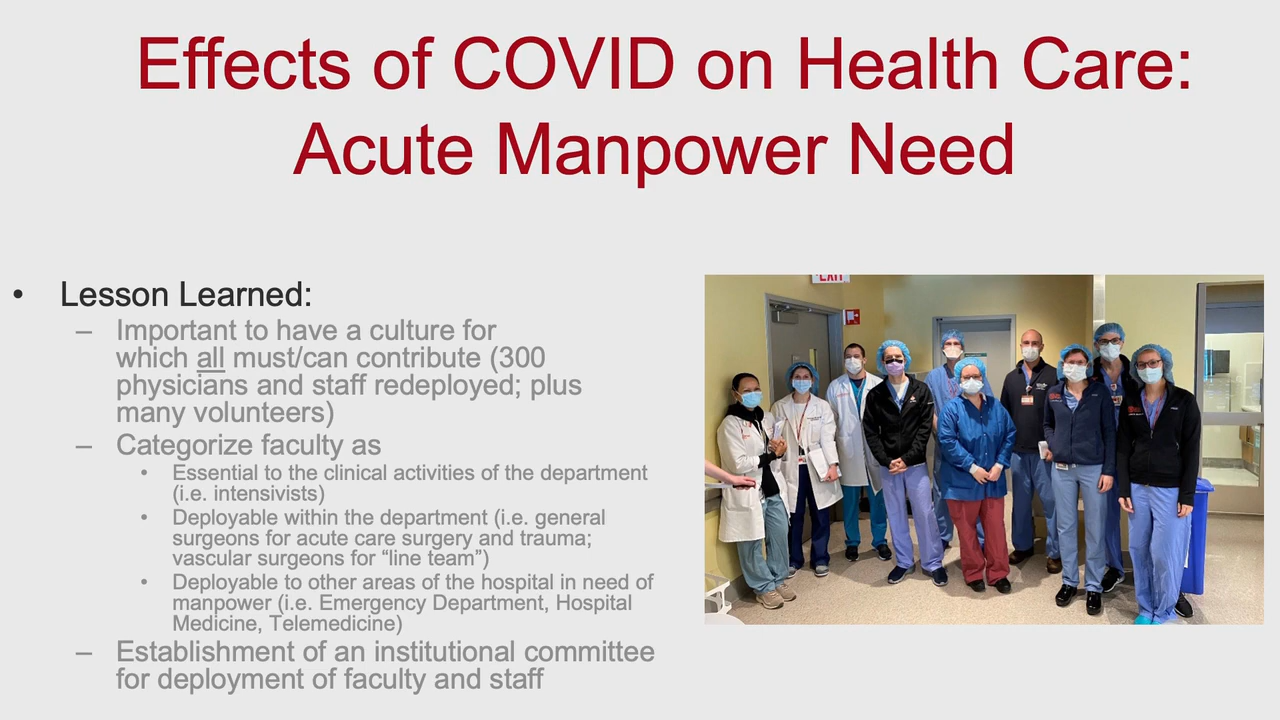 Effects of COVID on Health Care:
Acute Manpower Need
• Lesson Learned:
– Important to have a culture for
which all must/can contribute (300
physicians and staff redeployed; plus
many volunteers)
– Categorize faculty as
• Essential to the clinical activities of the department
(i.e. intensivists)
• Deployable within the department (i.e. general
surgeons for acute care surgery and trauma;
vascular surgeons for “line team”)
• Deployable to other areas of the hospital in need of
manpower (i.e. Emergency Department, Hospital
Medicine, Telemedicine)
– Establishment of an institutional committee
for deployment of faculty and staff
EXIT